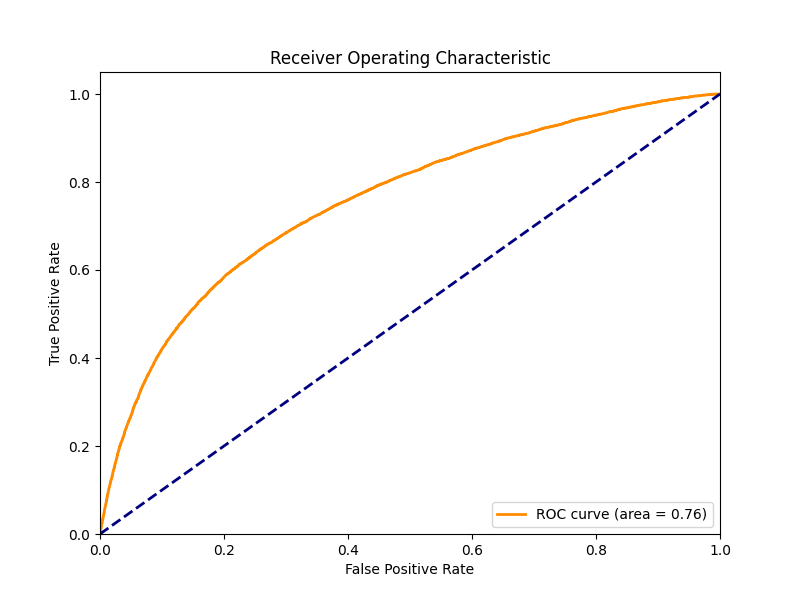 Receiver Operating Characteristic
True Positive Rate
1.0
0.8
0.6
0.4
0.2
0.0
0.0 0.2 0.4 0.6 0.8 1.0
False Positive Rate
ROC curve (area = 0.76)